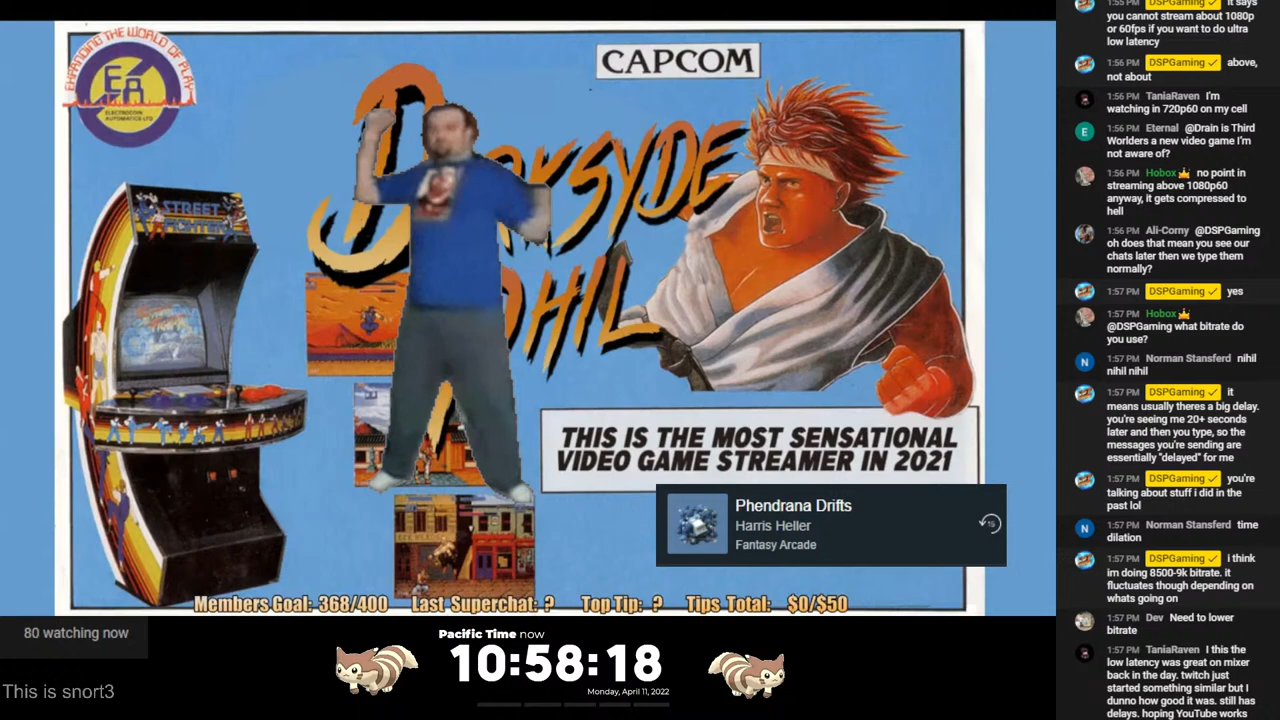 EXPANDING THE WORLD OF PLAY
EA
ELECTROCOIN
AUTOMATICS LTD
CAPCOM
DARKSYDE
PHIL
STREET
FIGHTER
THIS IS THE MOST SENSATIONAL
VIDEO GAME STREAMER IN 2021
Phendrana Drifts
Harris Heller
Fantasy Arcade
15
Members Goal: 368/400 Last Superchat: ? Top Tip: ? Tips Total: $0/$50
80 watching now
This is snort3
Pacific Time now
10:58:18
Monday, April 11, 2022
1:55 PM DSPGaming ✓ it says
you cannot stream about 1080p
or 60fps if you want to do ultra
low latency
1:56 PM DSPGaming ✓ above,
not about
1:56 PM TaniaRaven I'm
watching in 720p60 on my cell
1:56 PM Eternal @Drain is Third
Worlders a new video game I'm
not aware of?
1:56 PM Hobox no point in
streaming above 1080p60
anyway, it gets compressed to
hell
1:56 PM Ali-Corny @DSPGaming
oh does that mean you see our
chats later then we type them
normally?
1:57 PM DSPGaming ✓ yes
1:57 PM Hobox
@DSPGaming what bitrate do
you use?
1:57 PM Norman Stansferd nihil
nihil nihil
1:57 PM DSPGaming ✓ it
means usually theres a big delay.
you're seeing me 20+ seconds
later and then you type, so the
messages you're sending are
essentially "delayed" for me
1:57 PM DSPGaming ✓ you're
talking about stuff i did in the
past lol
1:57 PM Norman Stansferd time
dilation
1:57 PM DSPGaming ✓ i think
im doing 8500-9k bitrate. it
fluctuates though depending on
whats going on
1:57 PM Dev Need to lower
bitrate
1:57 PM TaniaRaven I this the
low latency was great on mixer
back in the day. twitch just
started something similar but I
dunno how good it was. still has
delays. hoping YouTube works